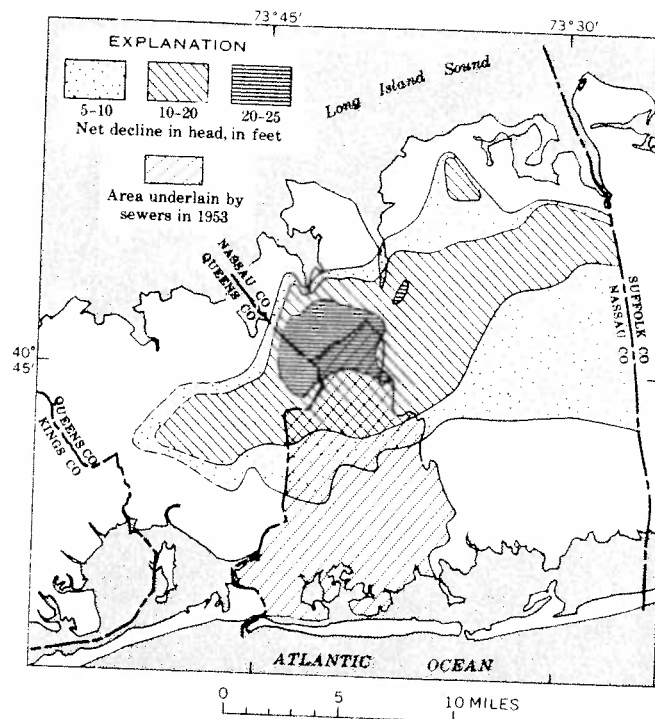 73°45′
73°30′
EXPLANATION
5-10
10-20
20-25
Net decline in head, in feet
Area underlain by
sewers in 1953
Long Island Sound
NASSAU CO
QUEENS CO
SUFFOLK CO
NASSAU CO
40°
45′
QUEENS CO
KINGS CO
ATLANTIC OCEAN
0 5 10 MILES